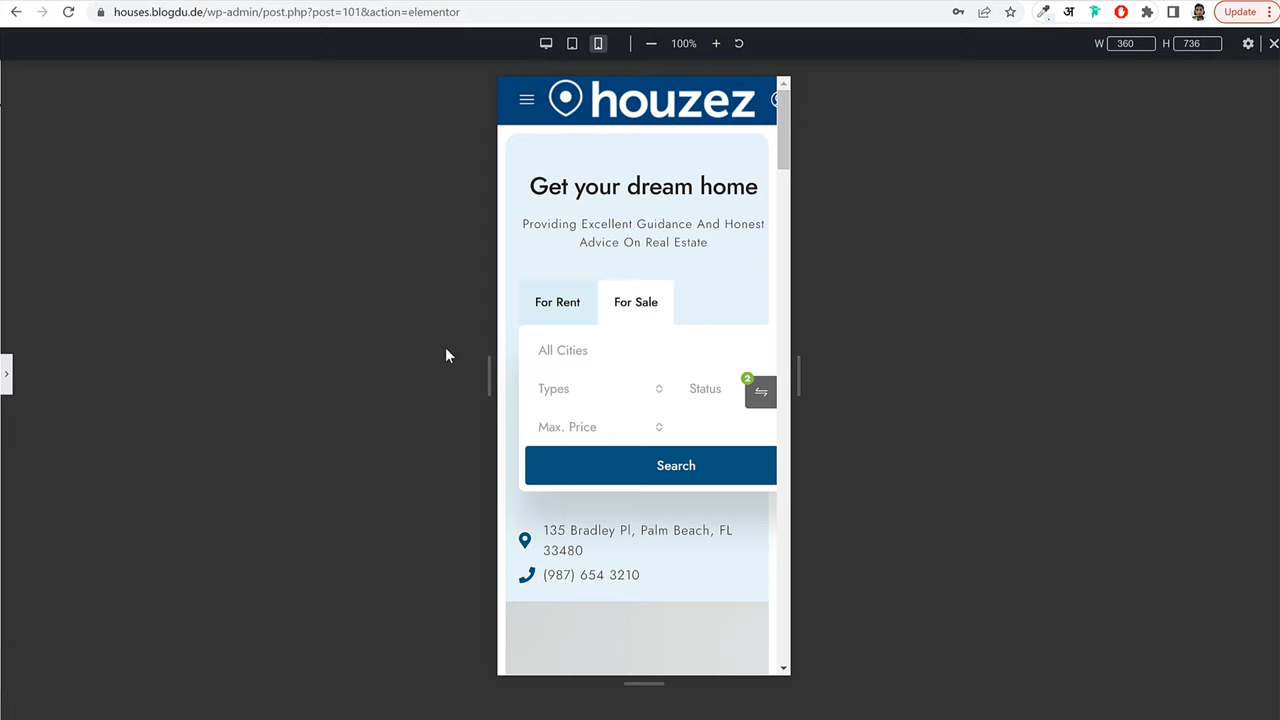 houses.blogdu.de/wp-admin/post.php?post=101&action=elementor
अ
Update
100%
W 360 H 736
houzez
Get your dream home
Providing Excellent Guidance And Honest
Advice On Real Estate
For Rent For Sale
All Cities
Types Status
2
Max. Price
Search
135 Bradley Pl, Palm Beach, FL
33480
(987) 654 3210